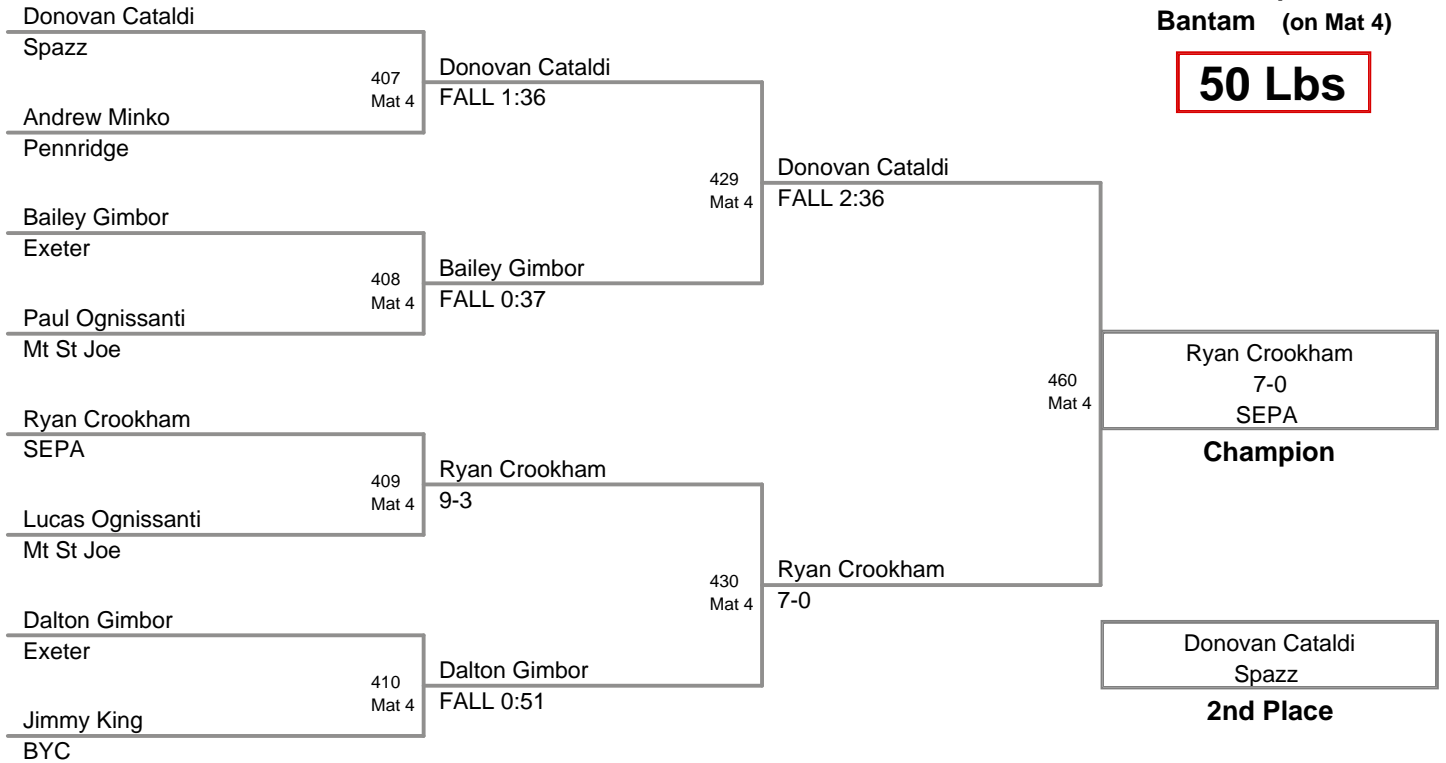 Bantam (on Mat 4)
50 Lbs
Donovan Cataldi
Spazz
407
Mat 4
Andrew Minko
Pennridge
Donovan Cataldi
FALL 1:36
Bailey Gimbor
Exeter
408
Mat 4
Paul Ognissanti
Mt St Joe
Bailey Gimbor
FALL 0:37
429
Mat 4
Donovan Cataldi
FALL 2:36
Ryan Crookham
SEPA
409
Mat 4
Lucas Ognissanti
Mt St Joe
Ryan Crookham
9-3
Dalton Gimbor
Exeter
410
Mat 4
Jimmy King
BYC
Dalton Gimbor
FALL 0:51
430
Mat 4
Ryan Crookham
7-0
460
Mat 4
Ryan Crookham
7-0
SEPA
Champion
Donovan Cataldi
Spazz
2nd Place